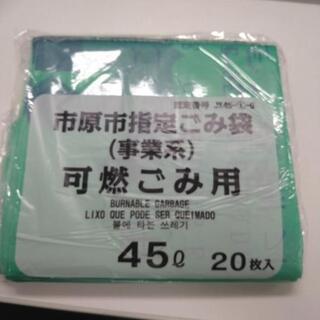 市原市指定ごみ袋
(事業系)
可燃ごみ用
BURNABLE GARBAGE
LIXO QUE PODE SER QUEIMADO
불에 타는 쓰레기
45ℓ 20枚入